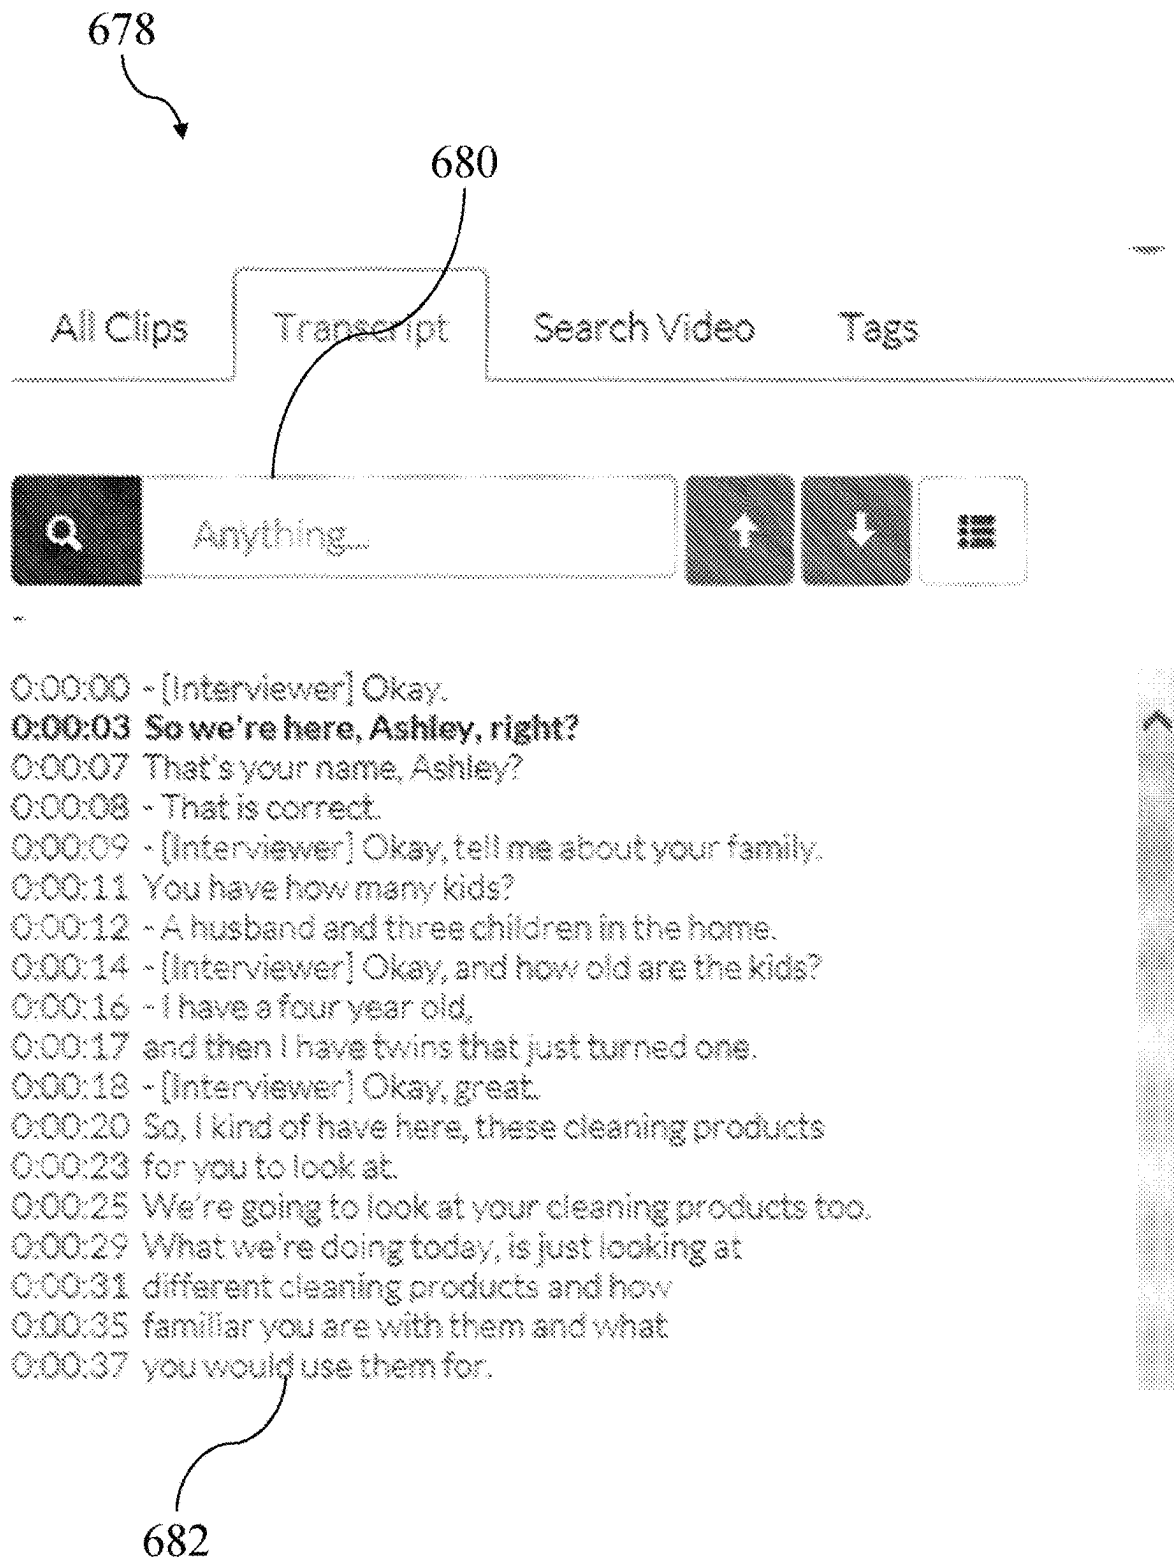 678
680
All Clips Transcript Search Video Tags
Anything...
0:00:00 - [Interviewer] Okay.
0:00:03 So we're here, Ashley, right?
0:00:07 That's your name, Ashley?
0:00:08 - That is correct.
0:00:09 - [Interviewer] Okay, tell me about your family.
0:00:11 You have how many kids?
0:00:12 - A husband and three children in the home.
0:00:14 - [Interviewer] Okay, and how old are the kids?
0:00:16 - I have a four year old,
0:00:17 and then I have twins that just turned one.
0:00:18 - [Interviewer] Okay, great.
0:00:20 So, I kind of have here, these cleaning products
0:00:23 for you to look at.
0:00:25 We're going to look at your cleaning products too.
0:00:29 What we're doing today, is just looking at
0:00:31 different cleaning products and how
0:00:35 familiar you are with them and what
0:00:37 you would use them for.
682